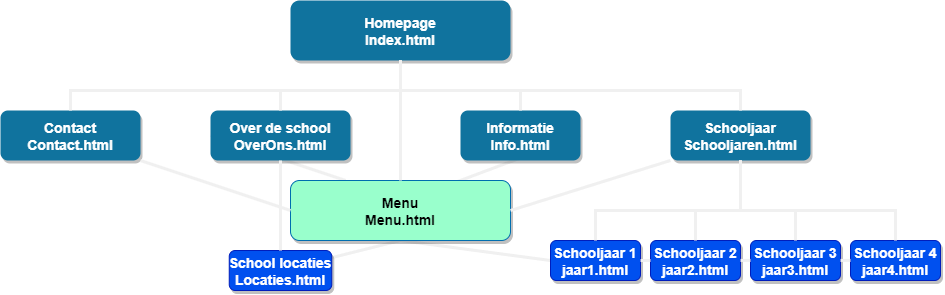 Homepage
Index.html
Contact
Contact.html
Over de school
OverOns.html
Informatie
Info.html
Schooljaar
Schooljaren.html
Menu
Menu.html
School locaties
Locaties.html
Schooljaar 1
jaar1.html
Schooljaar 2
jaar2.html
Schooljaar 3
jaar3.html
Schooljaar 4
jaar4.html